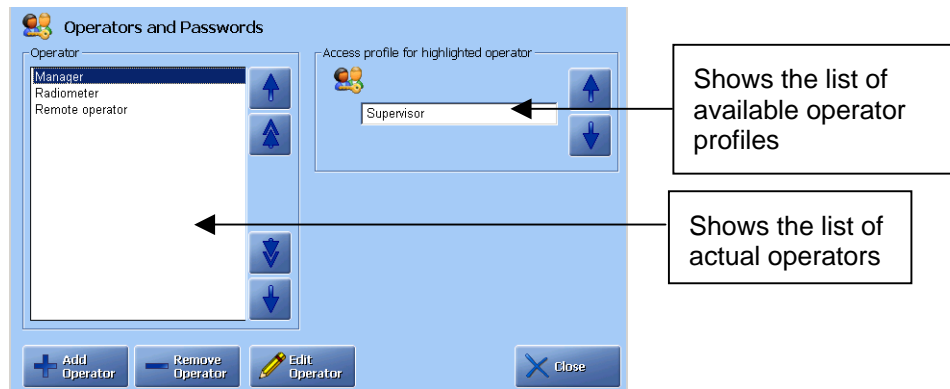 Operators and Passwords
Operator
Manager
Radiometer
Remote operator
Access profile for highlighted operator
Supervisor
Shows the list of
available operator
profiles
Shows the list of
actual operators
Add
Operator
Remove
Operator
Edit
Operator
Close